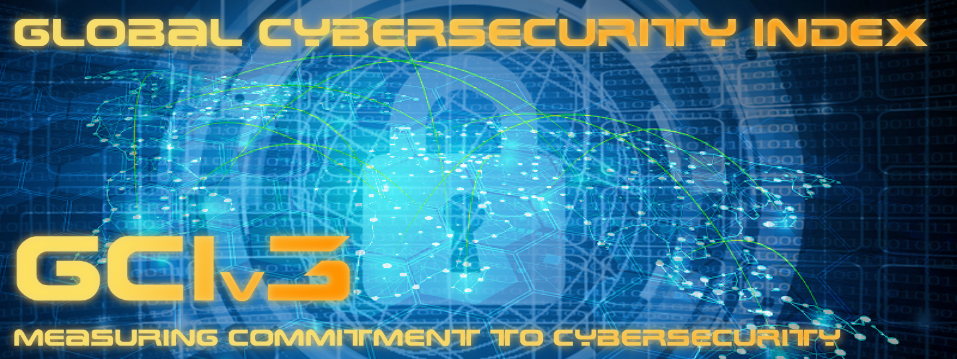 GLOBAL CYBERSECURITY INDEX
GCIv3
MEASURING COMMITMENT TO CYBERSECURITY